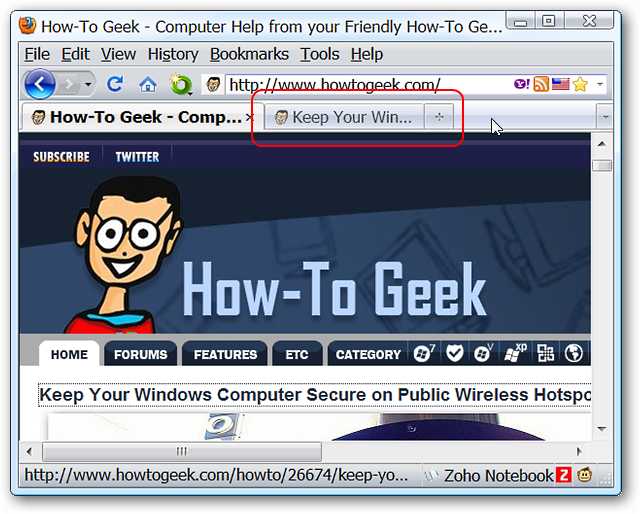 How-To Geek - Computer Help from your Friendly How-To Ge...
File Edit View History Bookmarks Tools Help
http://www.howtogeek.com/ Y!
How-To Geek - Comp... × Keep Your Win...
SUBSCRIBE TWITTER
How-To Geek
HOME FORUMS FEATURES ETC CATEGORY 7 V XP
Keep Your Windows Computer Secure on Public Wireless Hotspo
http://www.howtogeek.com/howto/26674/keep-yo... Zoho Notebook Z